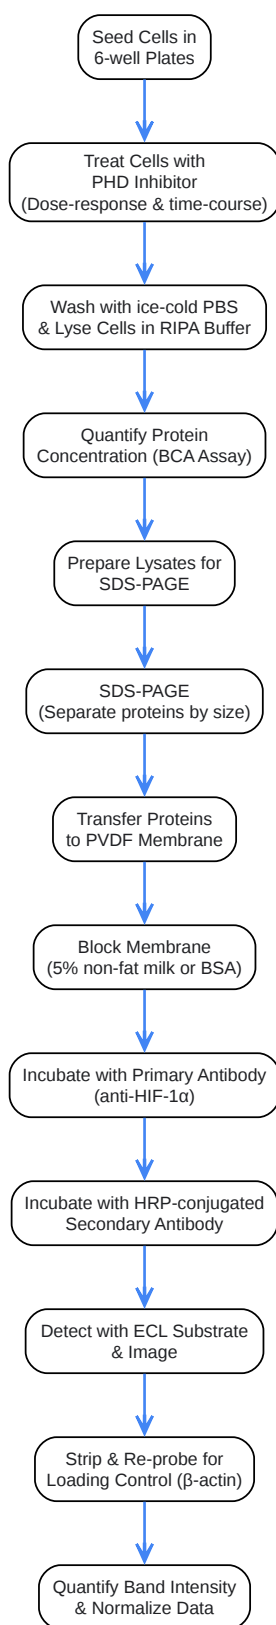 Seed Cells in
6-well Plates
Treat Cells with
PHD Inhibitor
(Dose-response & time-course)
Wash with ice-cold PBS
& Lyse Cells in RIPA Buffer
Quantify Protein
Concentration (BCA Assay)
Prepare Lysates for
SDS-PAGE
SDS-PAGE
(Separate proteins by size)
Transfer Proteins
to PVDF Membrane
Block Membrane
(5% non-fat milk or BSA)
Incubate with Primary Antibody
(anti-HIF-1α)
Incubate with HRP-conjugated
Secondary Antibody
Detect with ECL Substrate
& Image
Strip & Re-probe for
Loading Control (β-actin)
Quantify Band Intensity
& Normalize Data